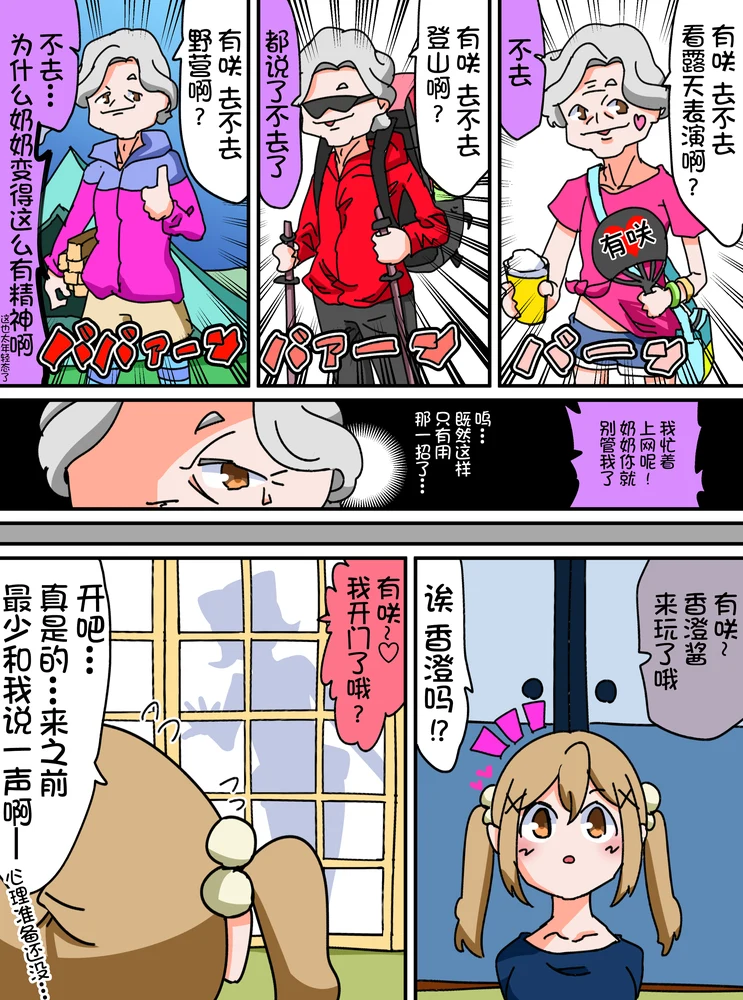 有咲 去不去
看露天表演啊？
不去
有咲
バーン
有咲 去不去
登山啊？
都说了不去了
バァーン
有咲 去不去
野营啊？
不去…
为什么奶奶变得这么有精神啊
这也太年轻态了
ババァーン
我忙着
上网呢！
奶奶你就
别管我了
呜…
既然这样
只有用
那一招了…
有咲~
香澄酱
来玩了哦
诶 香澄吗！？
有咲~♡
我开门了哦？
开吧…
真是的…来之前
最少和我说一声啊ー
心理准备还没…